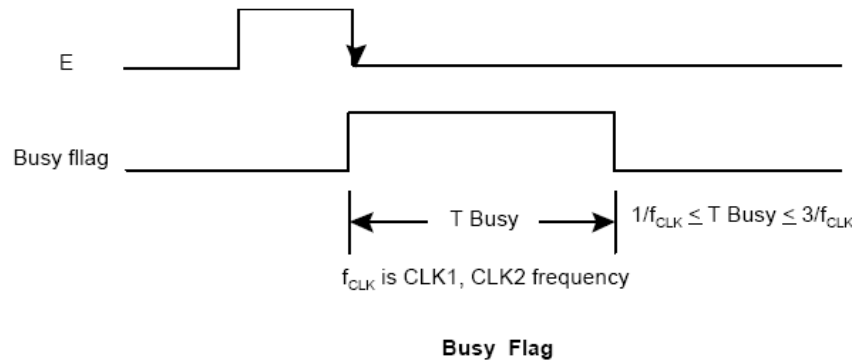 E
Busy fllag
T Busy
1/fCLK ≤ T Busy ≤ 3/fCLK
fCLK is CLK1, CLK2 frequency
Busy Flag